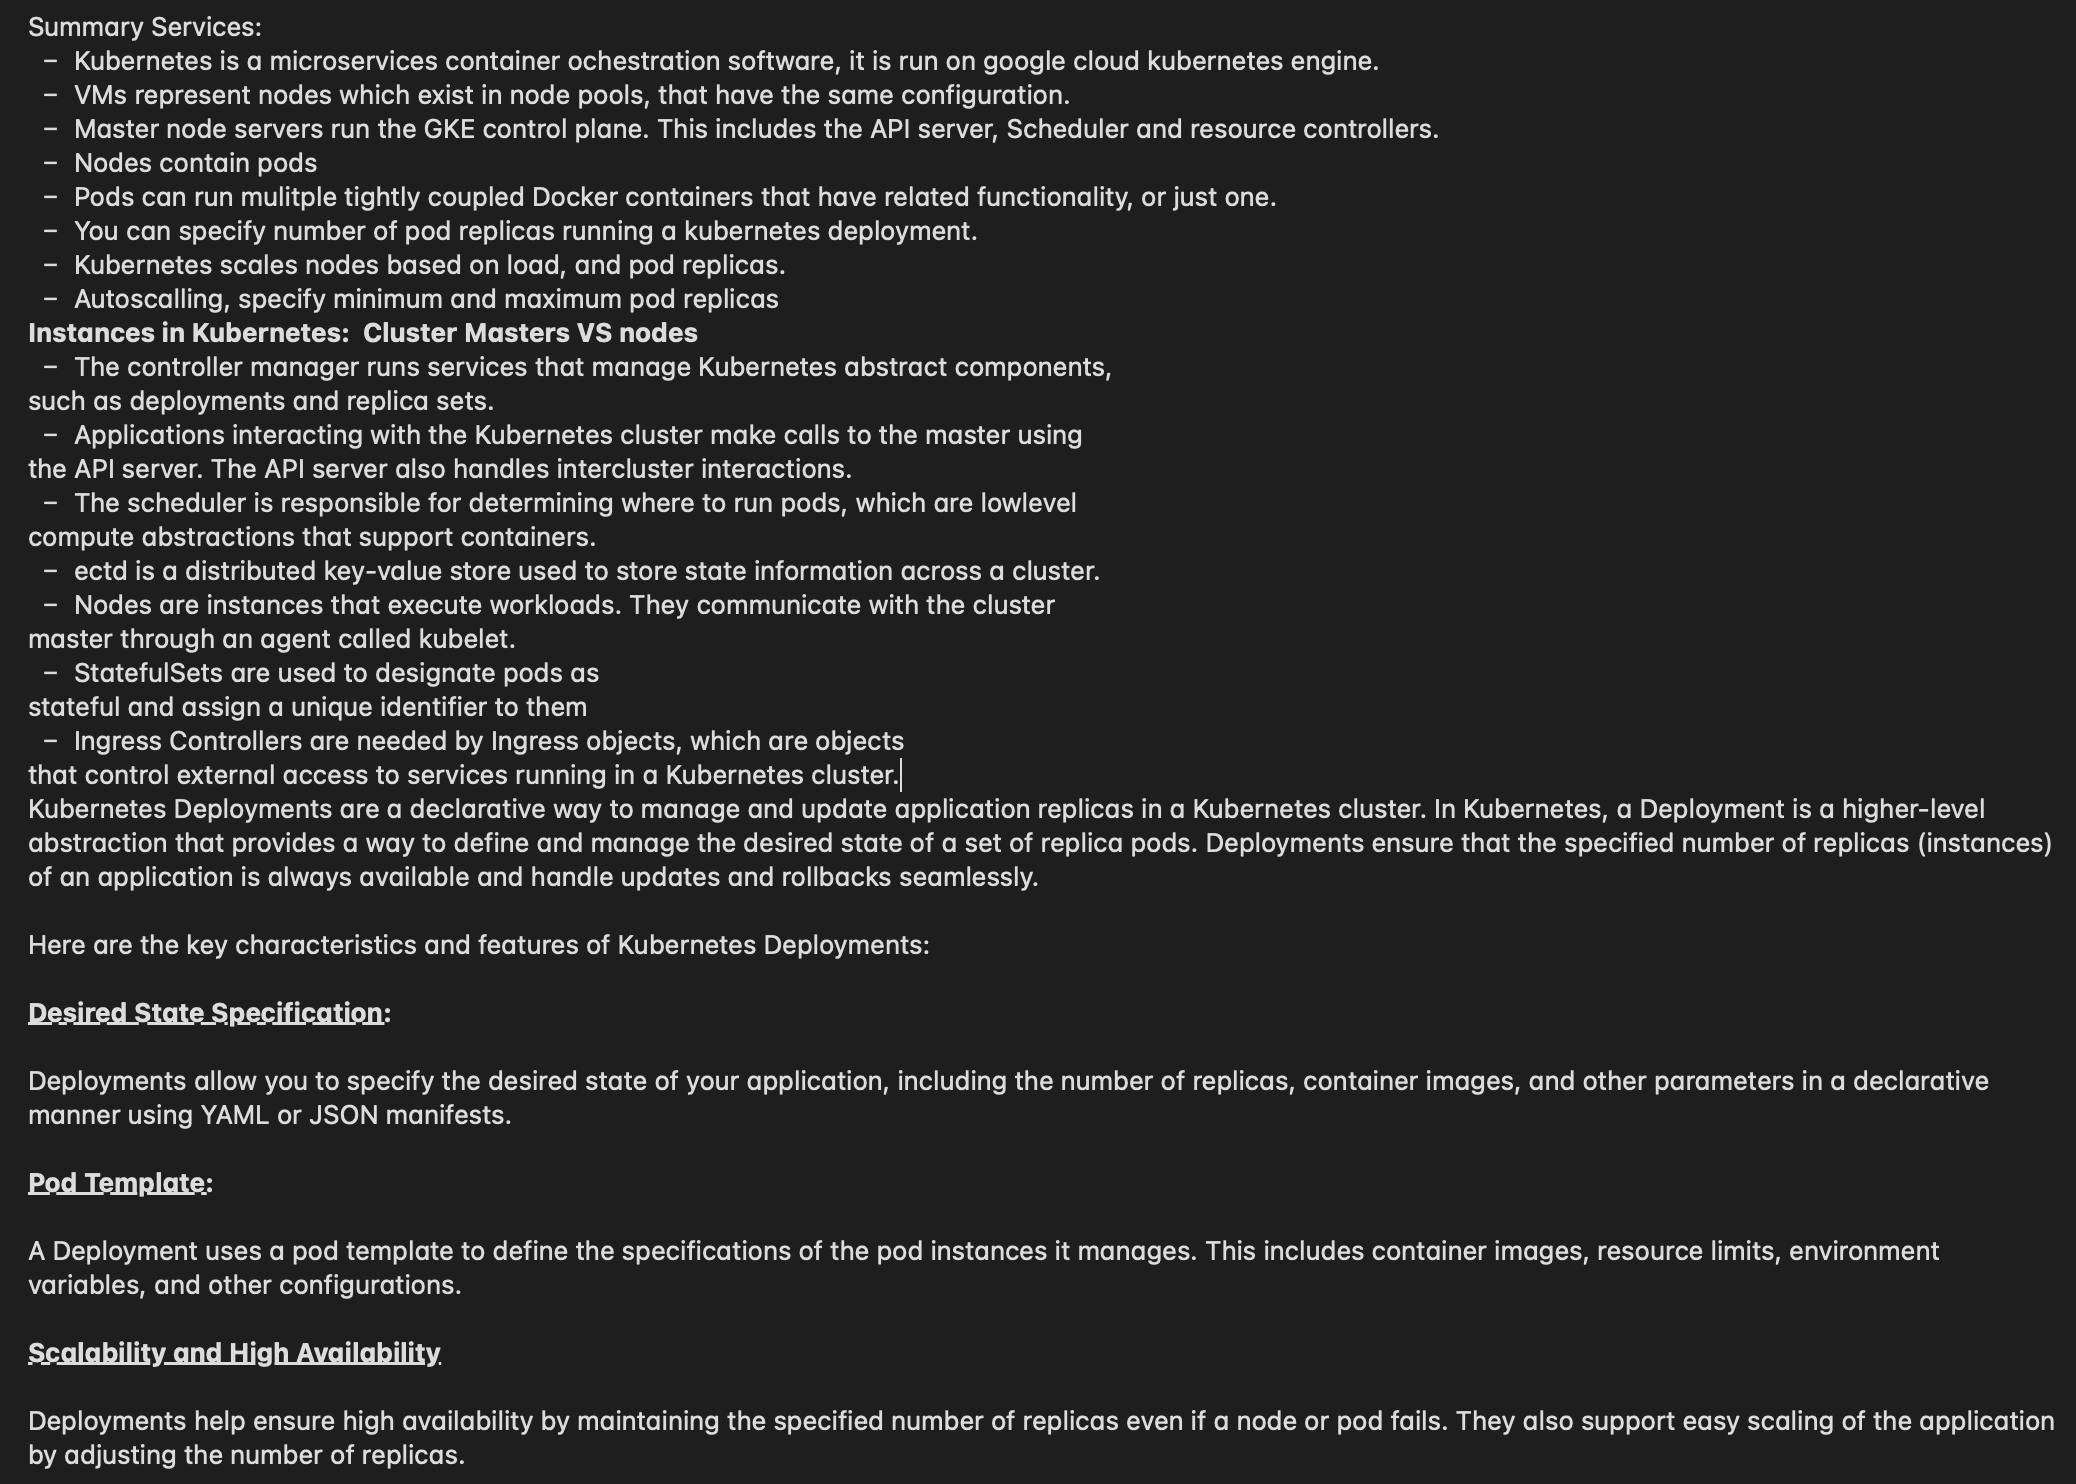 Summary Services:
– Kubernetes is a microservices container ochestration software, it is run on google cloud kubernetes engine.
– VMs represent nodes which exist in node pools, that have the same configuration.
– Master node servers run the GKE control plane. This includes the API server, Scheduler and resource controllers.
– Nodes contain pods
– Pods can run mulitple tightly coupled Docker containers that have related functionality, or just one.
– You can specify number of pod replicas running a kubernetes deployment.
– Kubernetes scales nodes based on load, and pod replicas.
– Autoscalling, specify minimum and maximum pod replicas
Instances in Kubernetes:  Cluster Masters VS nodes
– The controller manager runs services that manage Kubernetes abstract components,
such as deployments and replica sets.
– Applications interacting with the Kubernetes cluster make calls to the master using
the API server. The API server also handles intercluster interactions.
– The scheduler is responsible for determining where to run pods, which are lowlevel
compute abstractions that support containers.
– ectd is a distributed key-value store used to store state information across a cluster.
– Nodes are instances that execute workloads. They communicate with the cluster
master through an agent called kubelet.
– StatefulSets are used to designate pods as
stateful and assign a unique identifier to them
– Ingress Controllers are needed by Ingress objects, which are objects
that control external access to services running in a Kubernetes cluster.
Kubernetes Deployments are a declarative way to manage and update application replicas in a Kubernetes cluster. In Kubernetes, a Deployment is a higher-level
abstraction that provides a way to define and manage the desired state of a set of replica pods. Deployments ensure that the specified number of replicas (instances)
of an application is always available and handle updates and rollbacks seamlessly.
Here are the key characteristics and features of Kubernetes Deployments:
Desired State Specification:
Deployments allow you to specify the desired state of your application, including the number of replicas, container images, and other parameters in a declarative
manner using YAML or JSON manifests.
Pod Template:
A Deployment uses a pod template to define the specifications of the pod instances it manages. This includes container images, resource limits, environment
variables, and other configurations.
Scalability and High Availability
Deployments help ensure high availability by maintaining the specified number of replicas even if a node or pod fails. They also support easy scaling of the application
by adjusting the number of replicas.